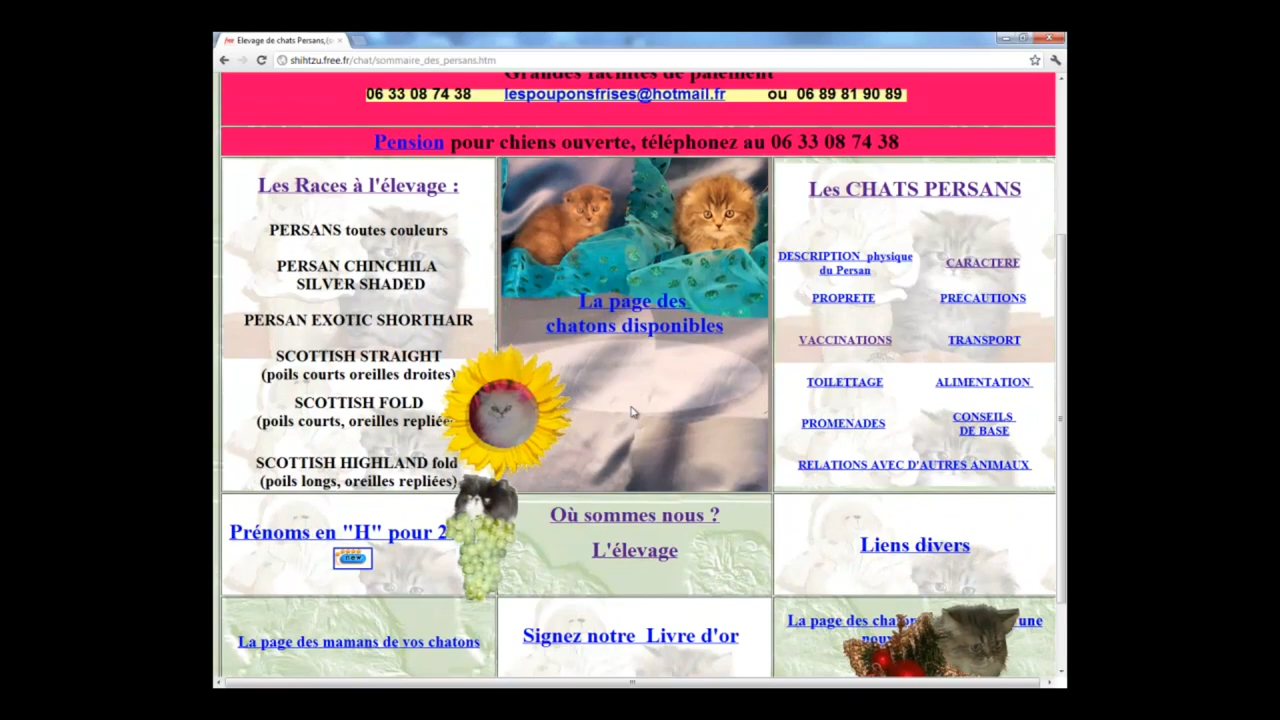 Elevage de chats Persans,(s
shihtzu.free.fr/chat/sommaire_des_persans.htm
Grandes facilités de paiement
06 33 08 74 38 lespouponsfrises@hotmail.fr ou 06 89 81 90 89
Pension pour chiens ouverte, téléphonez au 06 33 08 74 38
Les Races à l'élevage :
PERSANS toutes couleurs
PERSAN CHINCHILA
SILVER SHADED
PERSAN EXOTIC SHORTHAIR
SCOTTISH STRAIGHT
(poils courts oreilles droites)
SCOTTISH FOLD
(poils courts, oreilles repliée
SCOTTISH HIGHLAND fold
(poils longs, oreilles repliées)
La page des
chatons disponibles
Les CHATS PERSANS
DESCRIPTION physique
du Persan
CARACTERE
PROPRETE
PRECAUTIONS
VACCINATIONS
TRANSPORT
TOILETTAGE
ALIMENTATION
PROMENADES
CONSEILS
DE BASE
RELATIONS AVEC D'AUTRES ANIMAUX
Prénoms en "H" pour 2
new
Où sommes nous ?
L'élevage
Liens divers
La page des mamans de vos chatons
Signez notre Livre d'or
La page des une